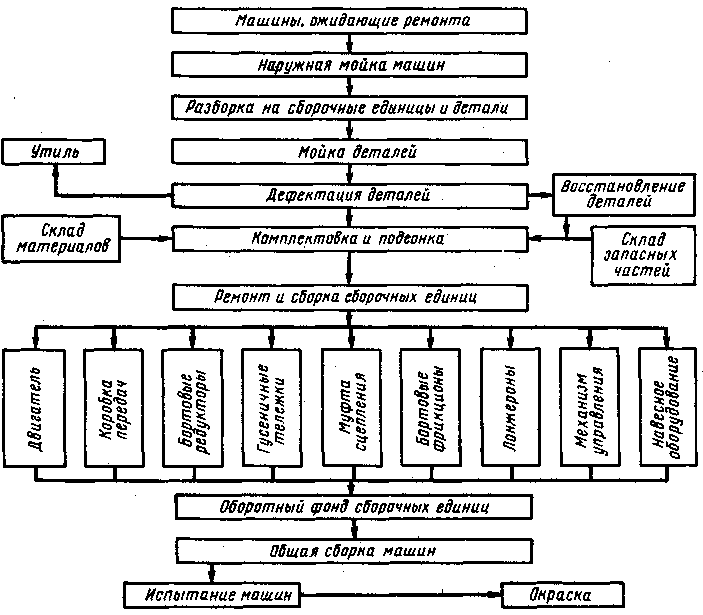 Машины, ожидающие ремонта
Наружная мойка машин
Разборка на сборочные единицы и детали
Мойка деталей
Утиль
Дефектация деталей
Восстановление
деталей
Склад
материалов
Комплектовка и подгонка
Склад
запасных
частей
Ремонт и сборка сборочных единиц
Двигатель
Коробка
передач
Бортовые
редукторы
Гусеничные
тележки
Муфта
сцепления
Бортовые
фрикционы
Лонжероны
Механизм
управления
Навесное
оборудование
Оборотный фонд сборочных единиц
Общая сборка машин
Испытание машин
Окраска